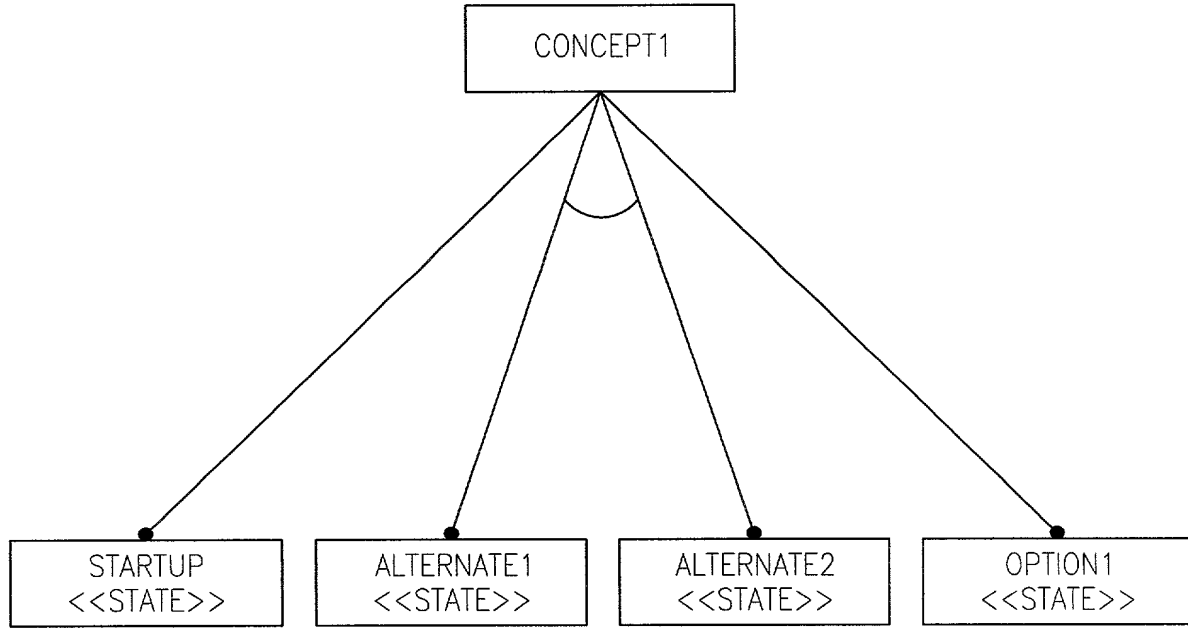 CONCEPT1
STARTUP
<<STATE>>
ALTERNATE1
<<STATE>>
ALTERNATE2
<<STATE>>
OPTION1
<<STATE>>